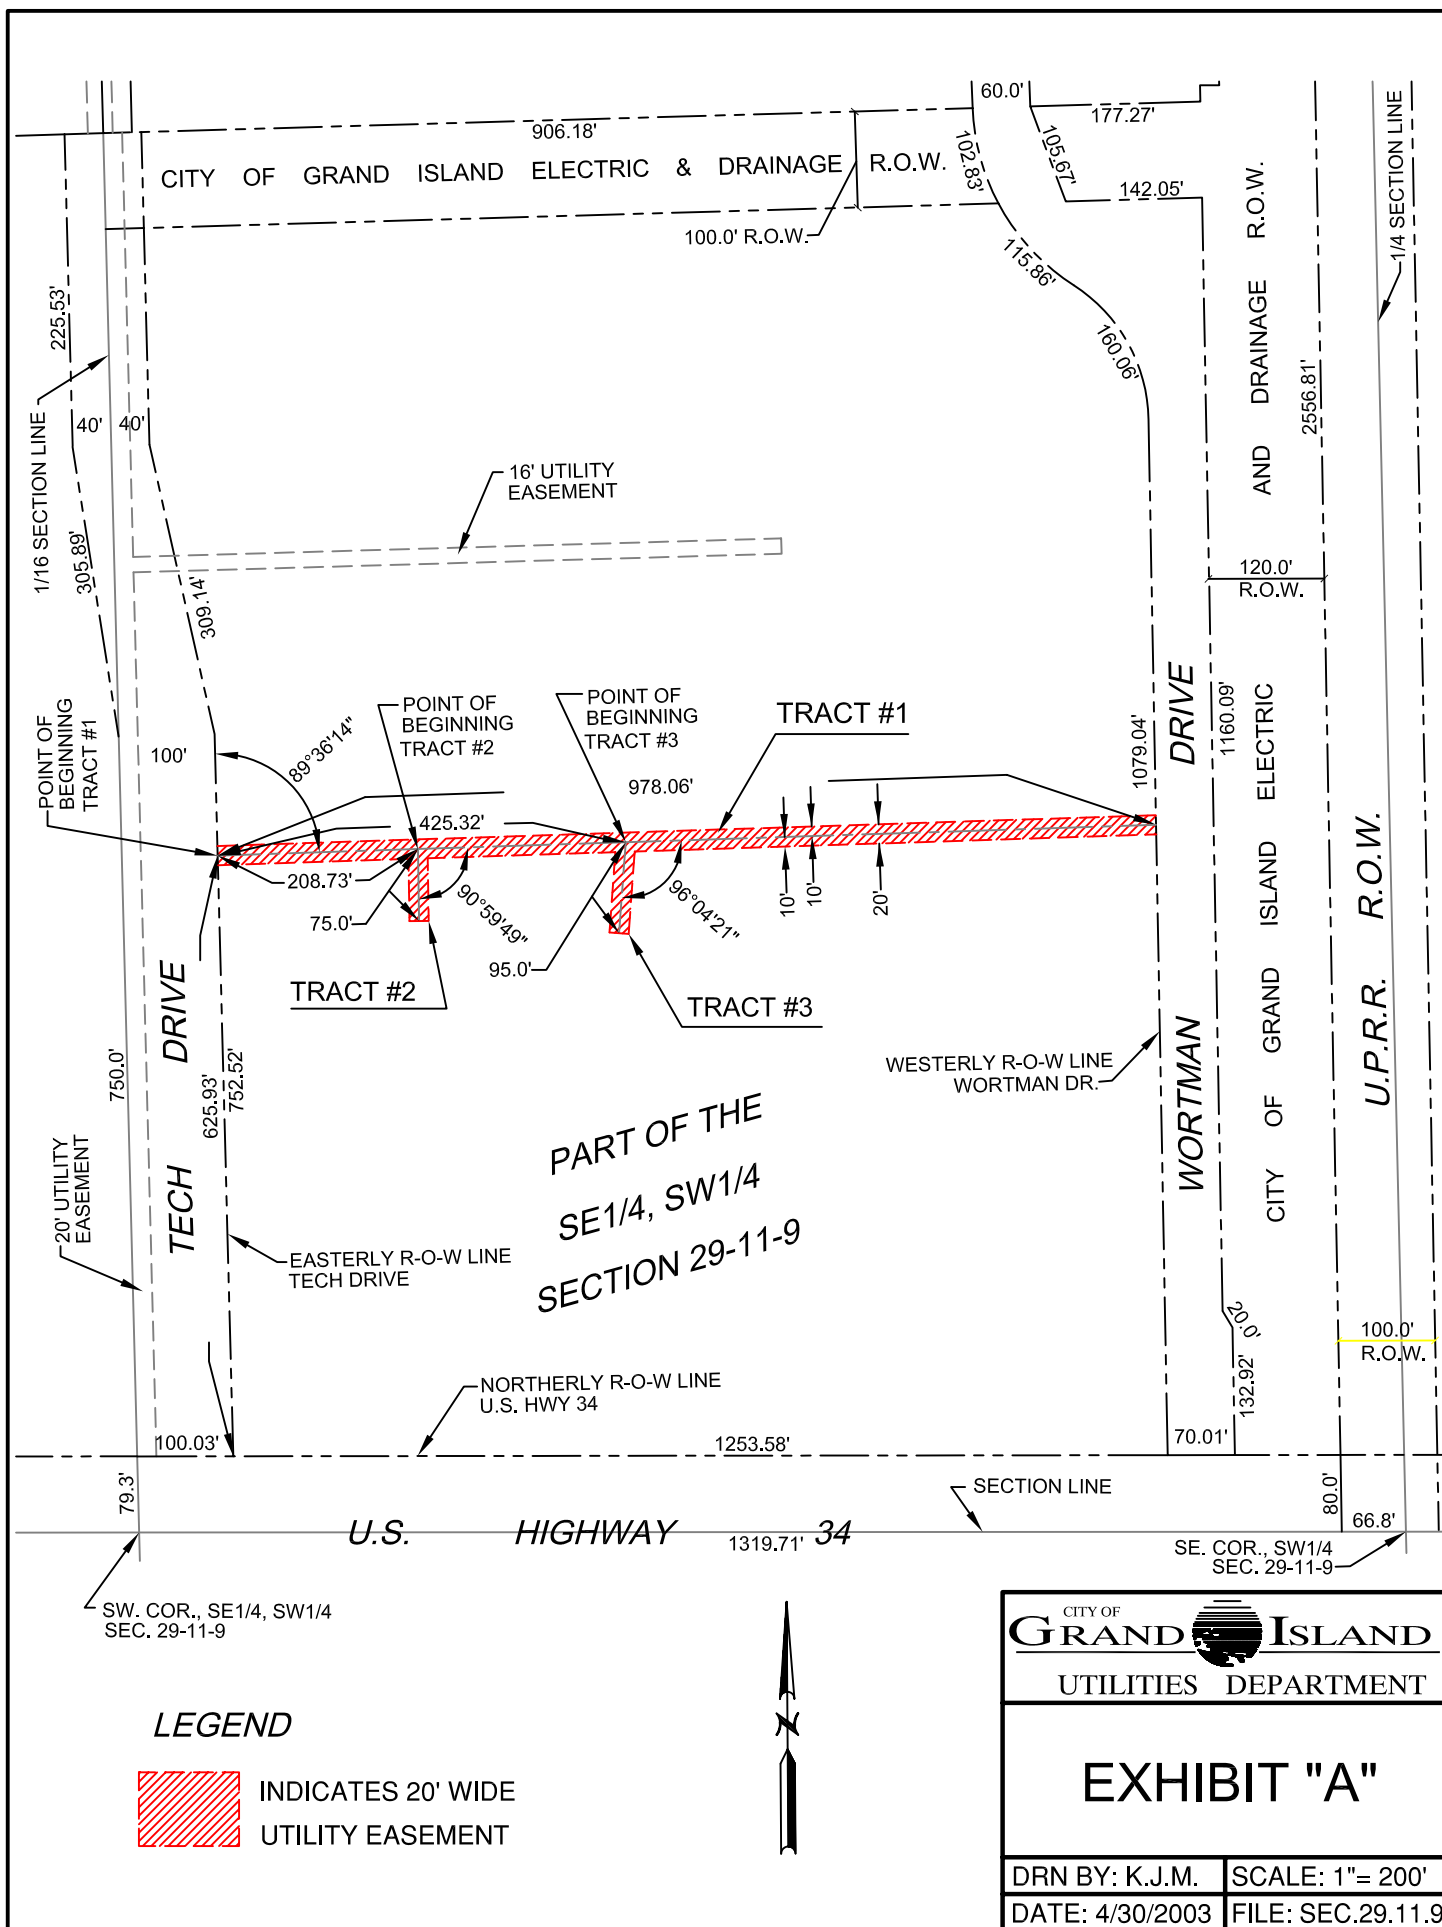 60.0'
177.27'
906.18'
102.83'
105.67'
CITY OF GRAND ISLAND ELECTRIC & DRAINAGE R.O.W.
142.05'
100.0' R.O.W.
115.86'
160.06'
1/4 SECTION LINE
CITY OF GRAND ISLAND ELECTRIC AND DRAINAGE R.O.W.
2556.81'
225.53'
40' 40'
1/16 SECTION LINE
16' UTILITY
EASEMENT
305.89'
309.14'
120.0'
R.O.W.
POINT OF
BEGINNING
TRACT #1
100'
89°36'14"
POINT OF
BEGINNING
TRACT #2
POINT OF
BEGINNING
TRACT #3
TRACT #1
978.06'
1079.04'
1160.09'
425.32'
208.73'
75.0'
90°59'49"
95.0'
96°04'21"
10'
10'
20'
TRACT #2
TRACT #3
TECH DRIVE
WORTMAN DRIVE
U.P.R.R. R.O.W.
750.0'
625.93'
752.52'
WESTERLY R-O-W LINE
WORTMAN DR.
PART OF THE
SE1/4, SW1/4
SECTION 29-11-9
20' UTILITY
EASEMENT
EASTERLY R-O-W LINE
TECH DRIVE
20.0'
132.92'
100.0'
R.O.W.
NORTHERLY R-O-W LINE
U.S. HWY 34
100.03'
1253.58'
70.01'
79.3'
SECTION LINE
80.0'
66.8'
U.S. HIGHWAY 34
1319.71'
SE. COR., SW1/4
SEC. 29-11-9
SW. COR., SE1/4, SW1/4
SEC. 29-11-9
N
LEGEND
INDICATES 20' WIDE
UTILITY EASEMENT
CITY OF
GRAND ISLAND
UTILITIES DEPARTMENT
EXHIBIT "A"
DRN BY: K.J.M.
SCALE: 1"= 200'
DATE: 4/30/2003
FILE: SEC.29.11.9